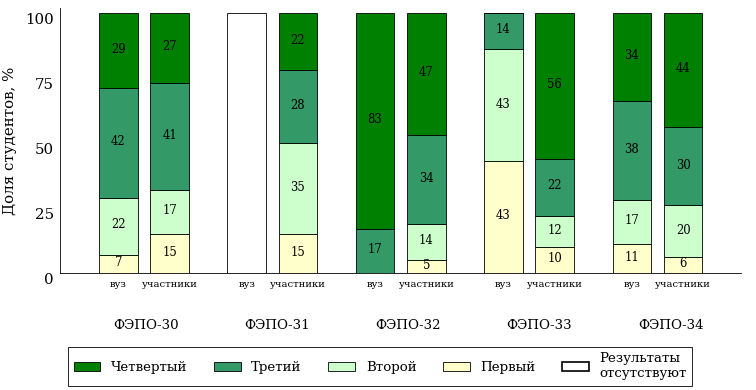 Доля студентов, %
100
75
50
25
0
29 27 22 83 47 14 56 34 44
42 41 28 17 34 43 22 38 30
22 17 35 14 43 12 17 20
7 15 15 5 10 11 6
вуз участники вуз участники вуз участники вуз участники вуз участники
ФЭПО-30 ФЭПО-31 ФЭПО-32 ФЭПО-33 ФЭПО-34
Четвертый Третий Второй Первый Результаты
отсутствуют